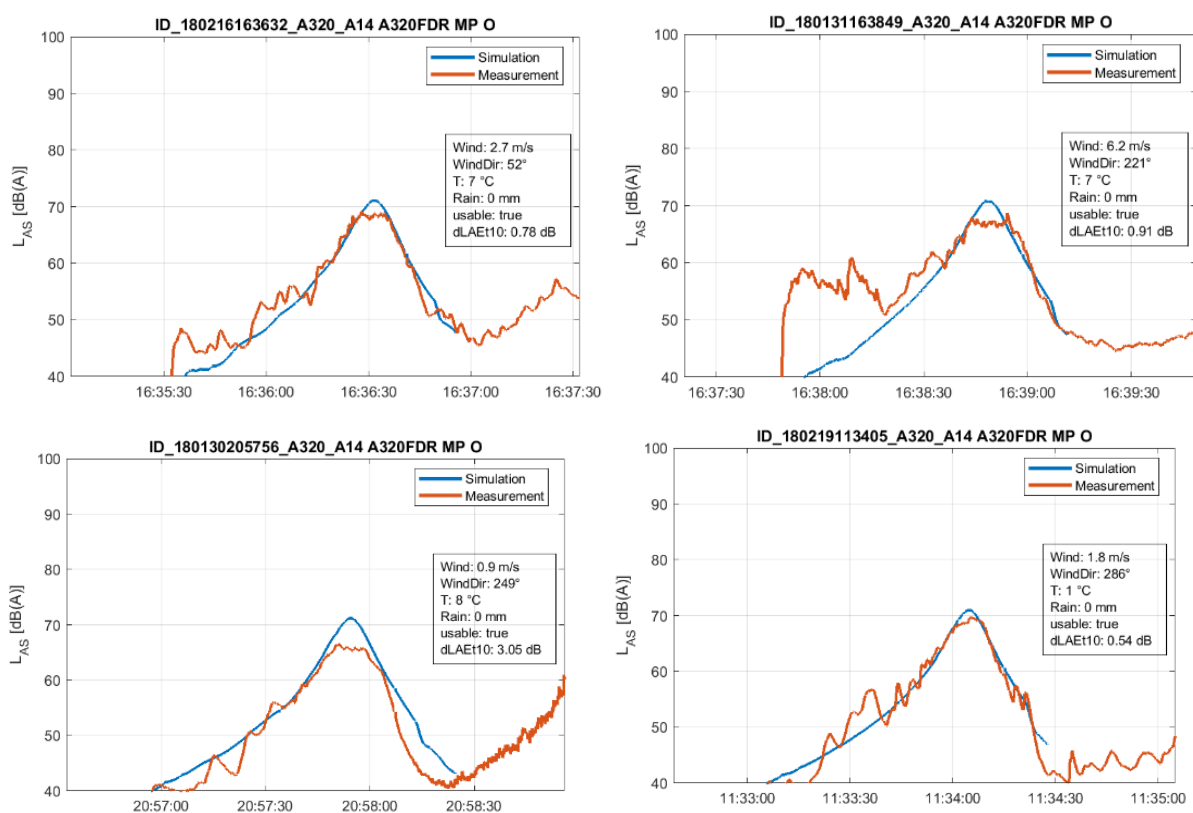 ID_180216163632_A320_A14 A320FDR MP O
100
90
80
70
60
50
40
L_AS [dB(A)]
Simulation
Measurement
Wind: 2.7 m/s
WindDir: 52°
T: 7 °C
Rain: 0 mm
usable: true
dLAEt10: 0.78 dB
16:35:30 16:36:00 16:36:30 16:37:00 16:37:30
ID_180131163849_A320_A14 A320FDR MP O
100
90
80
70
60
50
40
L_AS [dB(A)]
Simulation
Measurement
Wind: 6.2 m/s
WindDir: 221°
T: 7 °C
Rain: 0 mm
usable: true
dLAEt10: 0.91 dB
16:37:30 16:38:00 16:38:30 16:39:00 16:39:30
ID_1801130205756_A320_A14 A320FDR MP O
100
90
80
70
60
50
40
L_AS [dB(A)]
Simulation
Measurement
Wind: 0.9 m/s
WindDir: 249°
T: 8 °C
Rain: 0 mm
usable: true
dLAEt10: 3.05 dB
20:57:00 20:57:30 20:58:00 20:58:30
ID_180219113405_A320_A14 A320FDR MP O
100
90
80
70
60
50
40
L_AS [dB(A)]
Simulation
Measurement
Wind: 1.8 m/s
WindDir: 286°
T: 1 °C
Rain: 0 mm
usable: true
dLAEt10: 0.54 dB
11:33:00 11:33:30 11:34:00 11:34:30 11:35:00